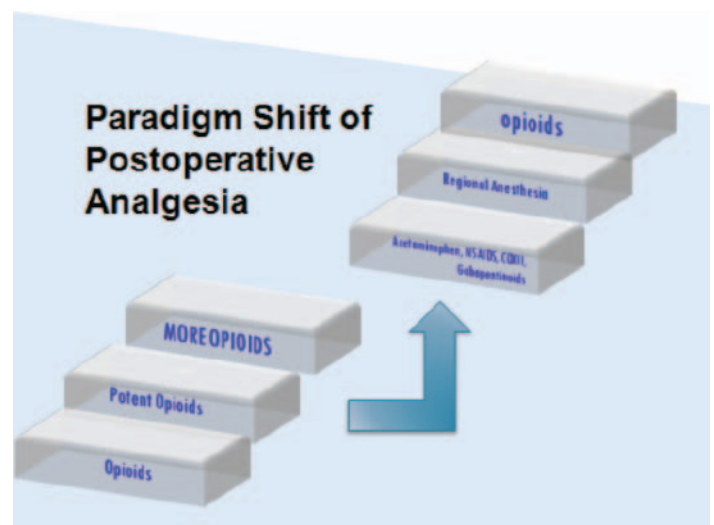 Paradigm Shift of
Postoperative
Analgesia
opioids
Regional Anesthesia
Acetaminophen, NSAIDS, COXII,
Gabapentinoids
MOREOPIOIDS
Potent Opioids
Opioids